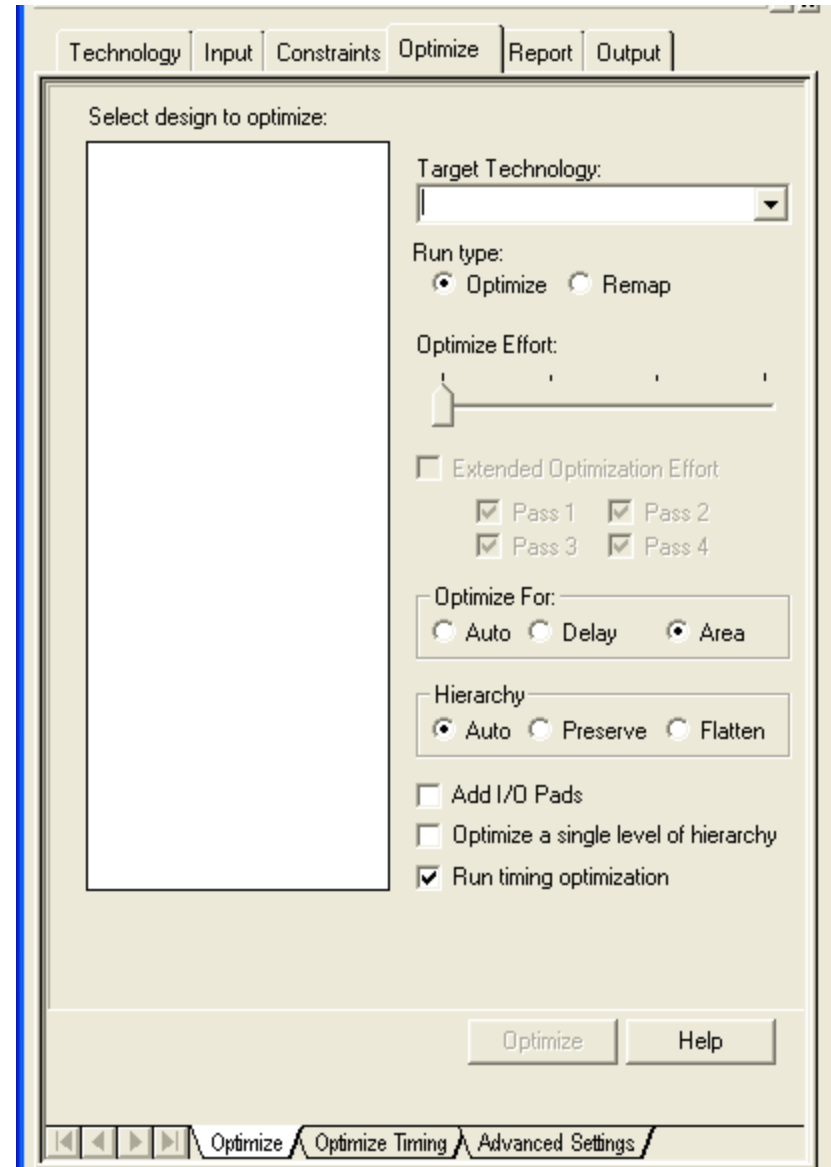 Technology Input Constraints Optimize Report Output
Select design to optimize:
Target Technology:
Run type:
Optimize Remap
Optimize Effort:
Extended Optimization Effort
Pass 1 Pass 2
Pass 3 Pass 4
Optimize For:
Auto Delay Area
Hierarchy
Auto Preserve Flatten
Add I/O Pads
Optimize a single level of hierarchy
Run timing optimization
Optimize Help
Optimize Optimize Timing Advanced Settings